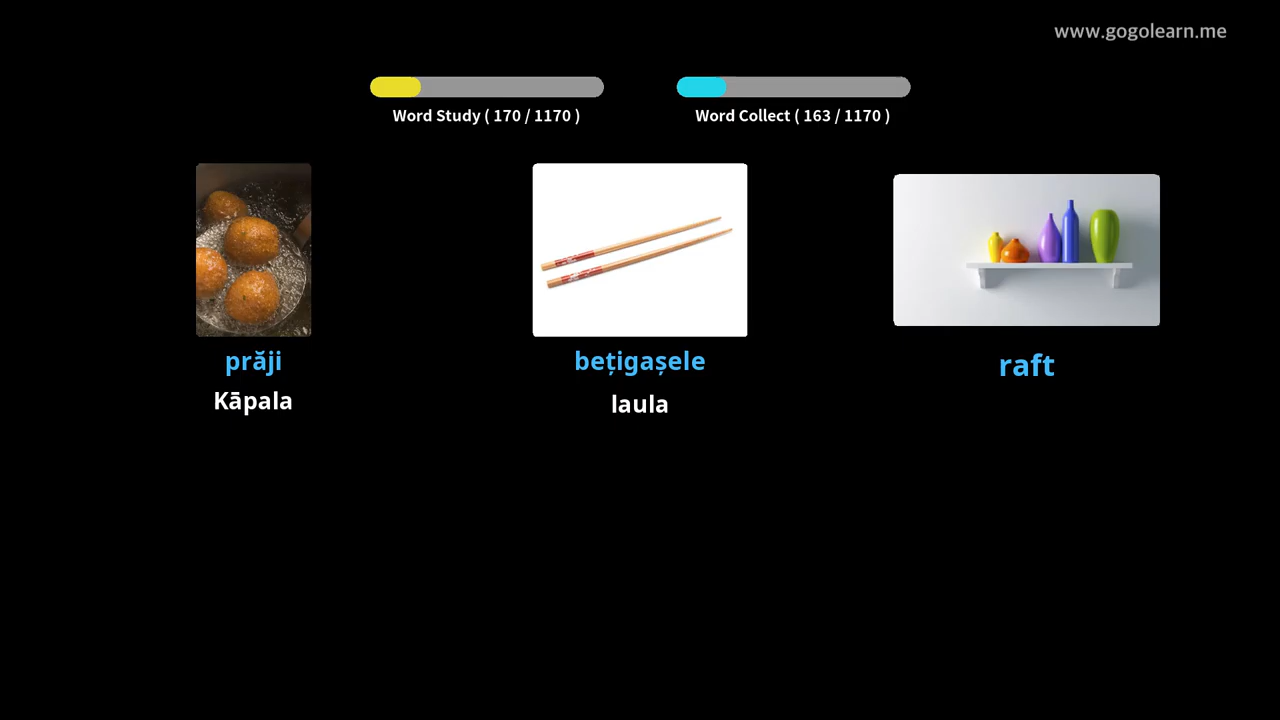 www.gogolearn.me
Word Study ( 170 / 1170 )
Word Collect ( 163 / 1170 )
prăji
Kāpala
bețigașele
laula
raft